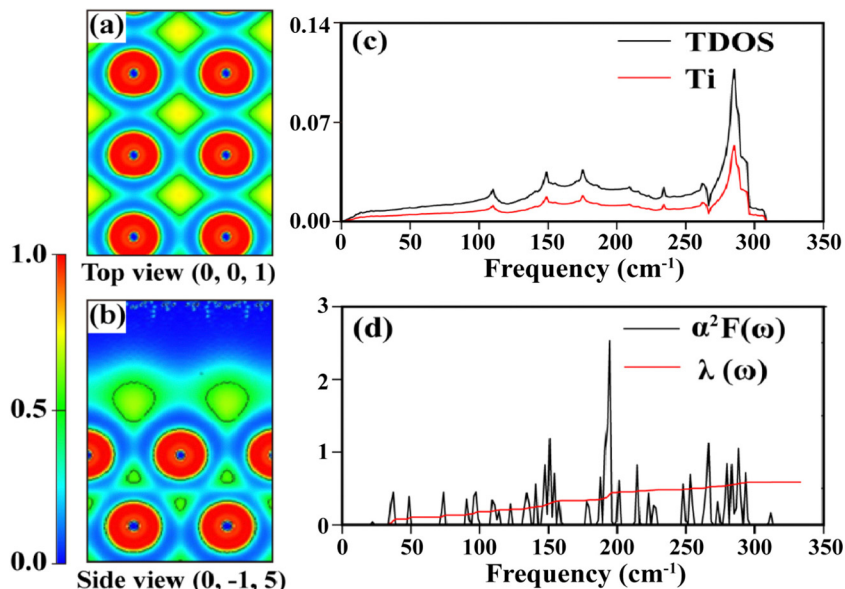 (a)
Top view (0, 0, 1)
1.0
0.5
0.0
(b)
Side view (0, -1, 5)
(c)
TDOS
Ti
0.14
0.07
0.00
0 50 100 150 200 250 300 350
Frequency (cm⁻¹)
(d)
α²F(ω)
λ (ω)
3
2
1
0
0 50 100 150 200 250 300 350
Frequency (cm⁻¹)